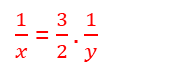 1/x = 3/2 . 1/y